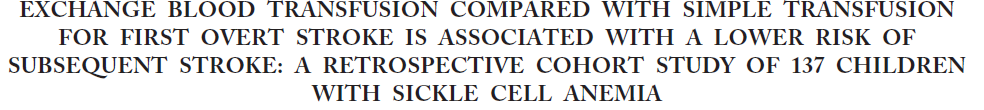 EXCHANGE BLOOD TRANSFUSION COMPARED WITH SIMPLE TRANSFUSION
FOR FIRST OVERT STROKE IS ASSOCIATED WITH A LOWER RISK OF
SUBSEQUENT STROKE: A RETROSPECTIVE COHORT STUDY OF 137 CHILDREN
WITH SICKLE CELL ANEMIA